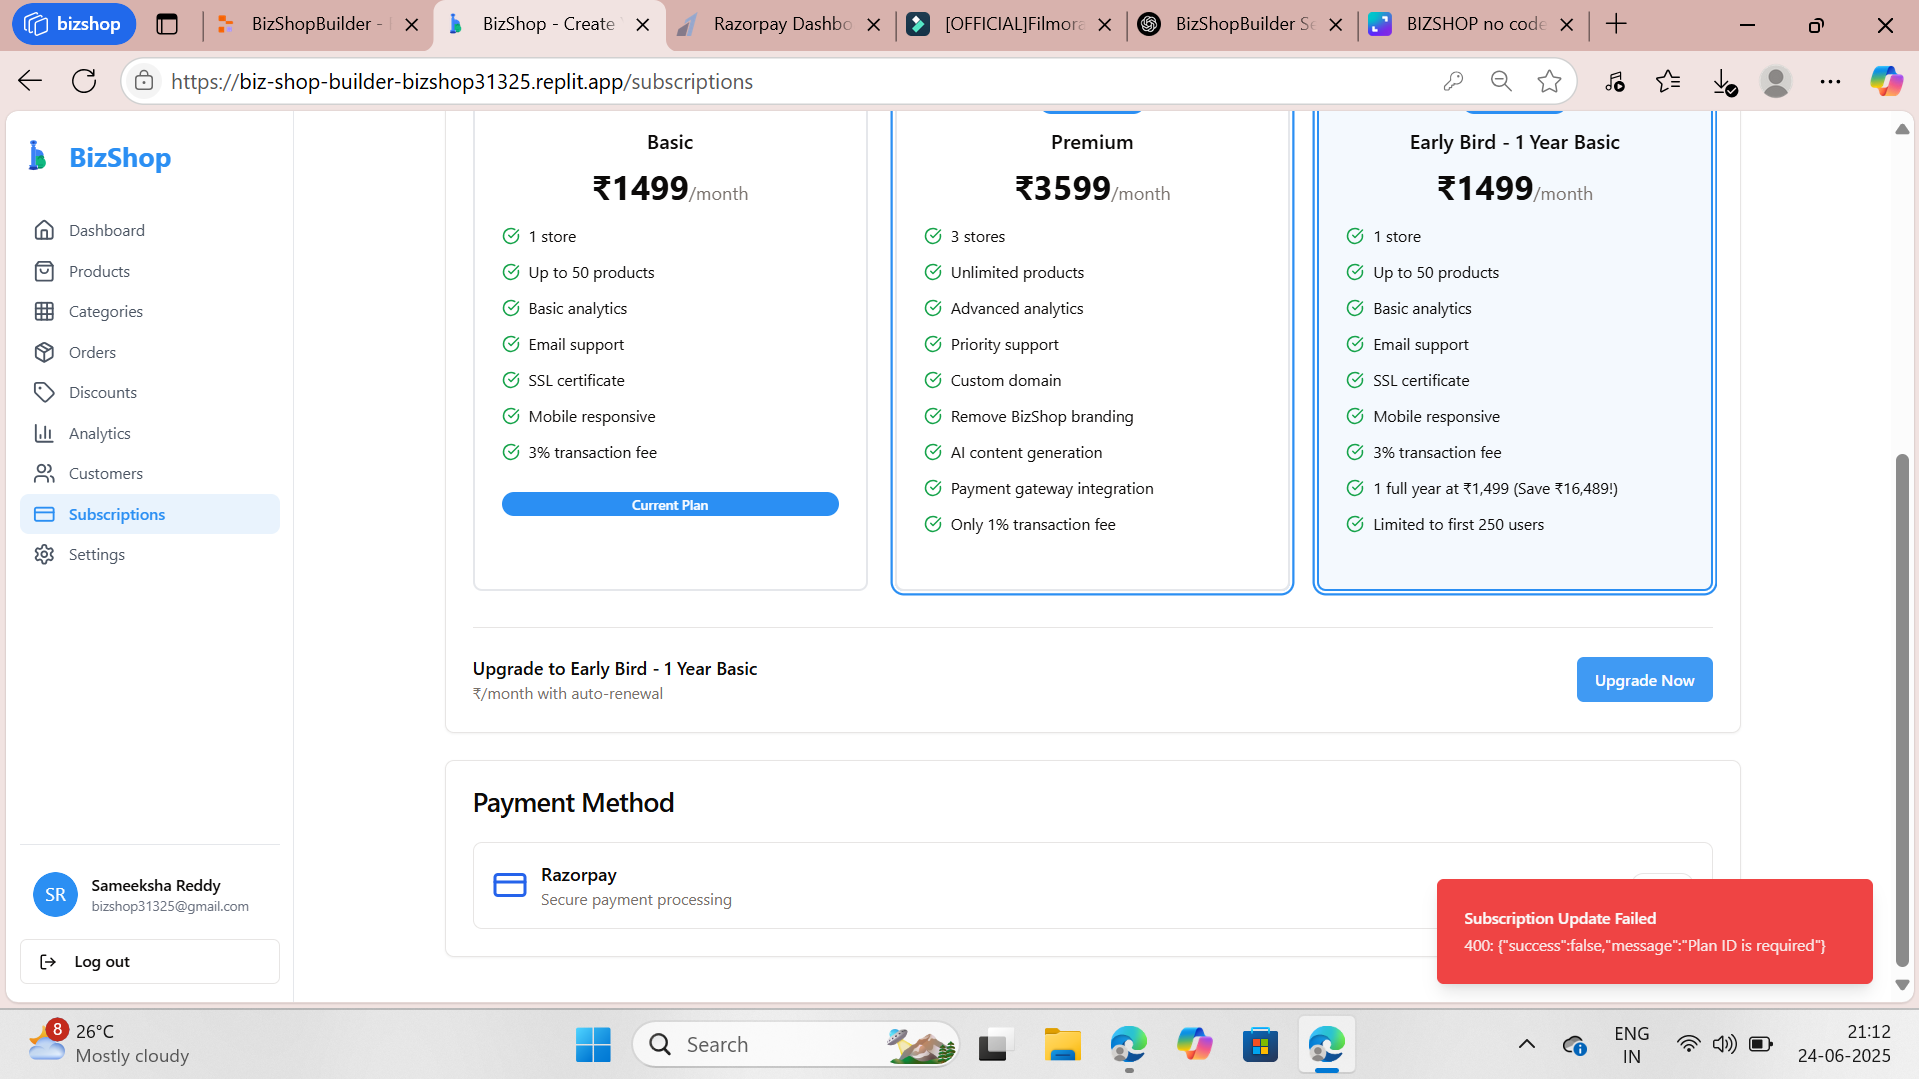 bizshop
BizShopBuilder -
BizShop - Create
Razorpay Dashbo
[OFFICIAL]Filmora
BizShopBuilder Se
BIZSHOP no code
https://biz-shop-builder-bizshop31325.replit.app/subscriptions
BizShop
Dashboard
Products
Categories
Orders
Discounts
Analytics
Customers
Subscriptions
Settings
SR
Sameeksha Reddy
bizshop31325@gmail.com
Log out
Basic
₹1499/month
1 store
Up to 50 products
Basic analytics
Email support
SSL certificate
Mobile responsive
3% transaction fee
Current Plan
Premium
₹3599/month
3 stores
Unlimited products
Advanced analytics
Priority support
Custom domain
Remove BizShop branding
AI content generation
Payment gateway integration
Only 1% transaction fee
Early Bird - 1 Year Basic
₹1499/month
1 store
Up to 50 products
Basic analytics
Email support
SSL certificate
Mobile responsive
3% transaction fee
1 full year at ₹1,499 (Save ₹16,489!)
Limited to first 250 users
Upgrade to Early Bird - 1 Year Basic
₹/month with auto-renewal
Upgrade Now
Payment Method
Razorpay
Secure payment processing
Subscription Update Failed
400: {"success":false,"message":"Plan ID is required"}
8
26°C
Mostly cloudy
Search
ENG
IN
21:12
24-06-2025